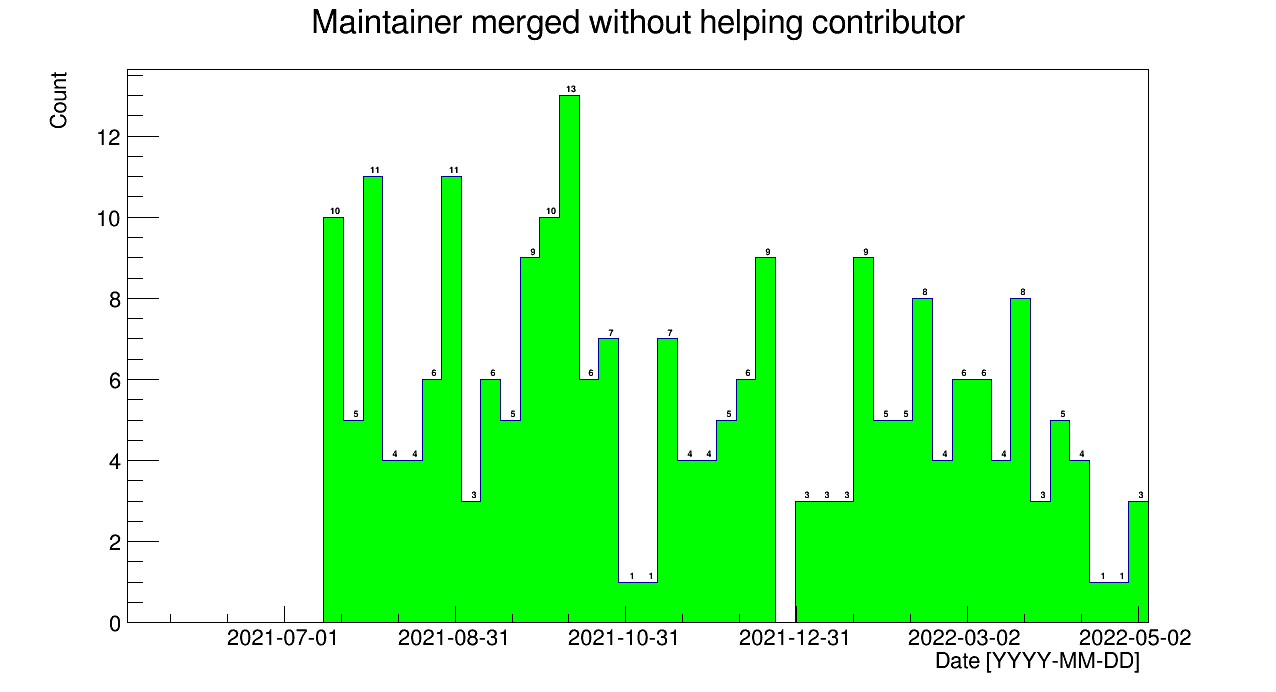 Maintainer merged without helping contributor
Count
12
10
8
6
4
2
0
10 5 11 4 4 6 11 3 6 5 9 10 13 6 7 1 1 7 4 4 5 6 9 3 3 3 9 5 5 8 4 6 6 4 8 3 5 4 1 1 3
2021-07-01 2021-08-31 2021-10-31 2021-12-31 2022-03-02 2022-05-02
Date [YYYY-MM-DD]